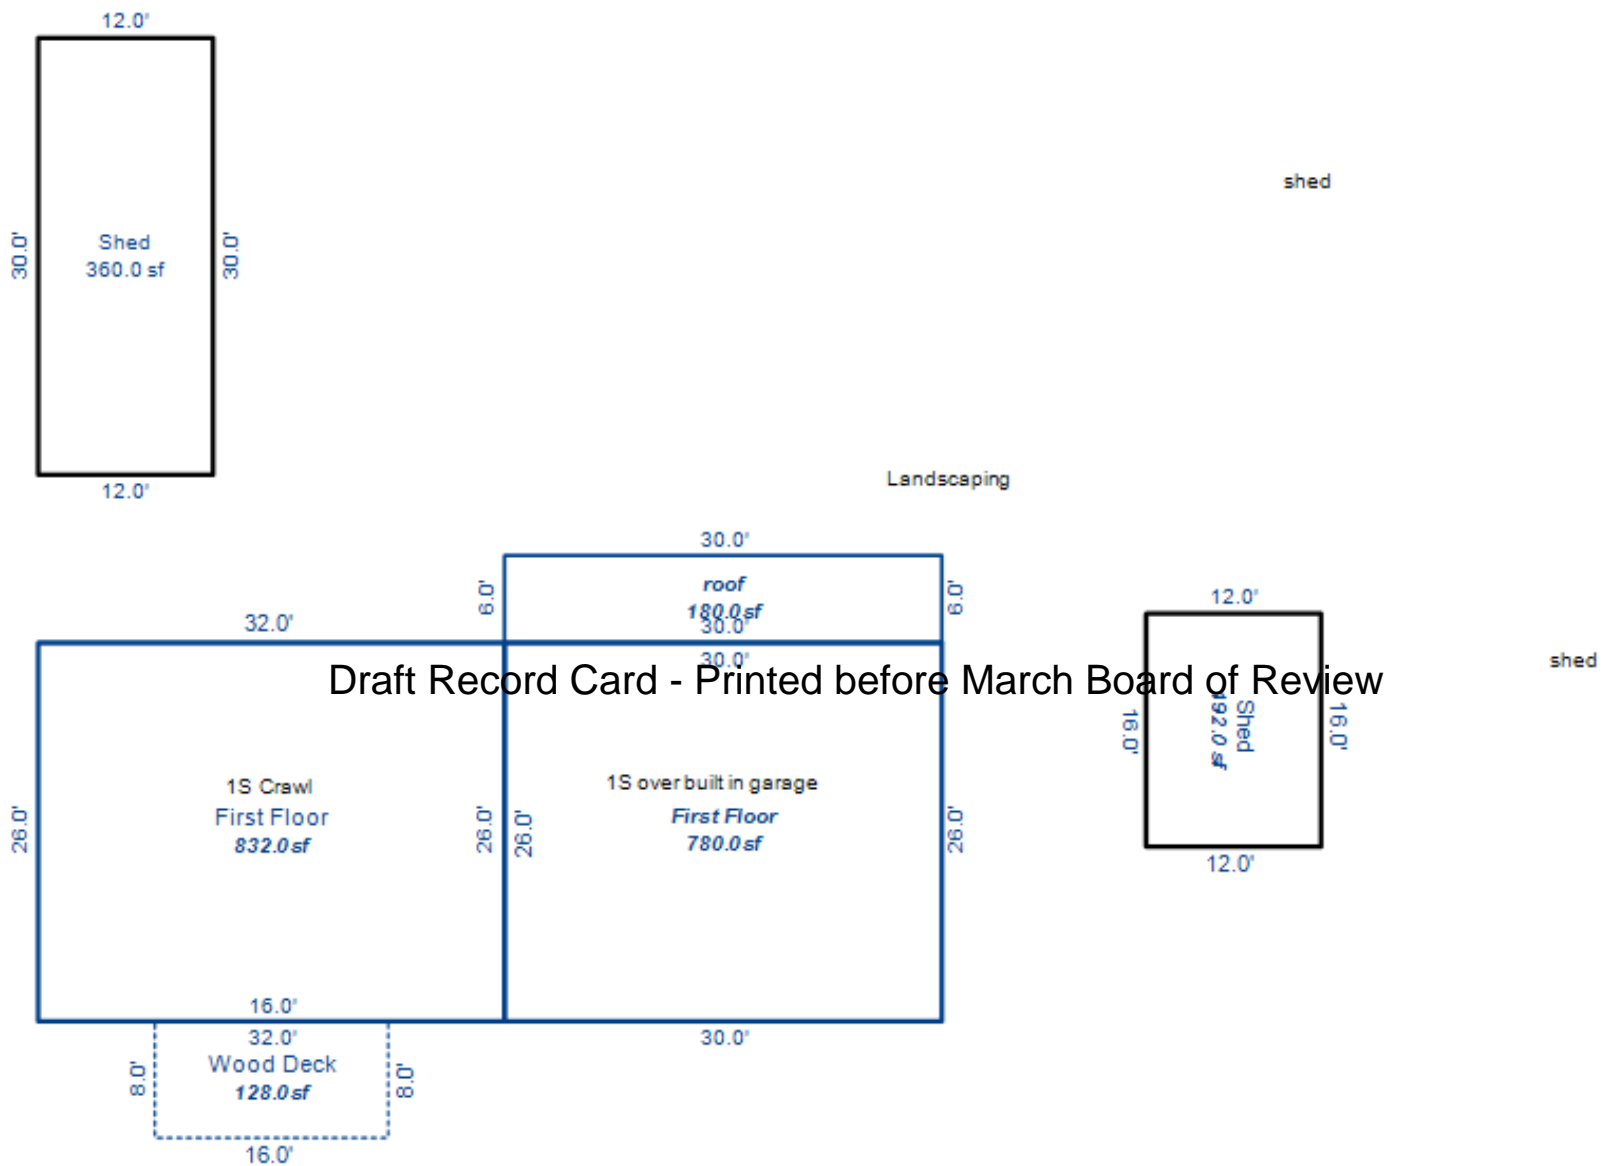 12.0'
shed
30.0'
Shed
360.0 sf
30.0'
12.0'
Landscaping
30.0'
6.0'
roof
180.0 sf
6.0'
30.0'
32.0'
12.0'
30.0'
Draft Record Card - Printed before March Board of Review
shed
16.0'
Shed
192.0 sf
16.0'
12.0'
1S Crawl
First Floor
832.0 sf
26.0'
26.0'
1S over built in garage
First Floor
780.0 sf
26.0'
26.0'
16.0'
32.0'
30.0'
Wood Deck
128.0 sf
8.0'
8.0'
16.0'